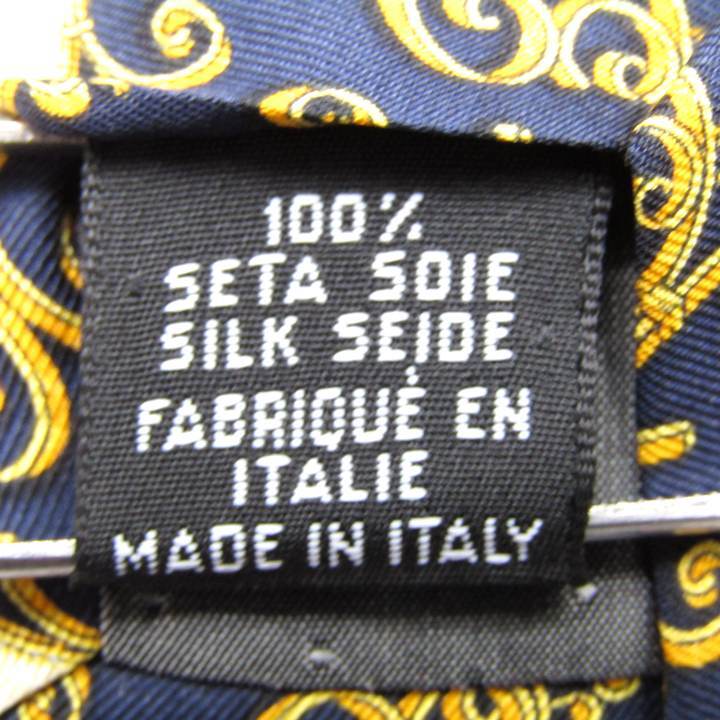 100%
SETA SOIE
SILK SEIDE
FABRIQUÉ EN
ITALIE
MADE IN ITALY